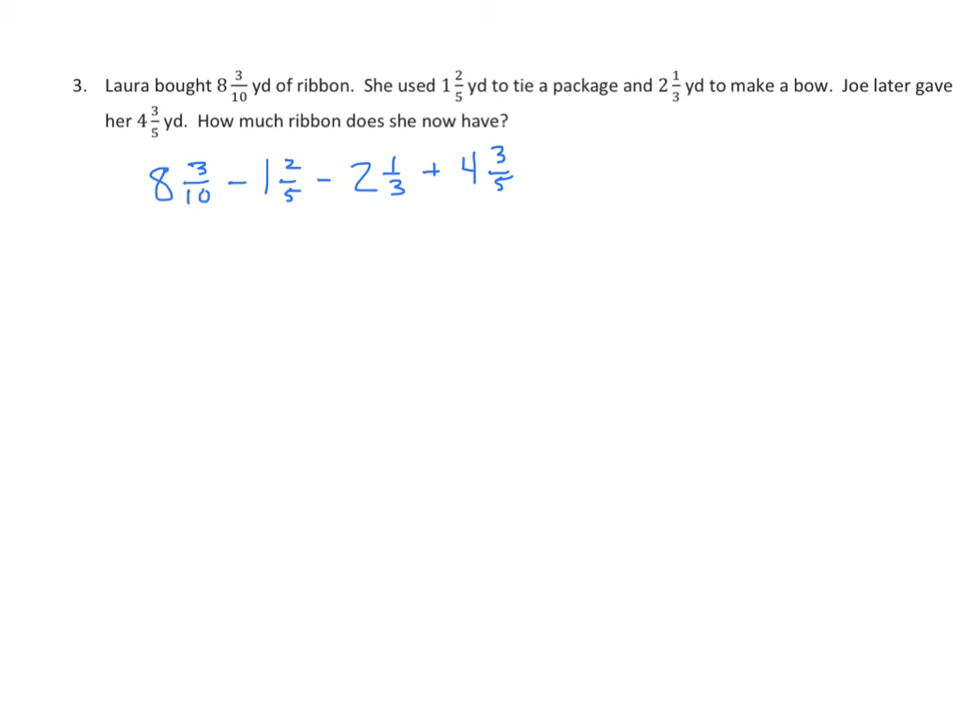 3. Laura bought 8 3/10 yd of ribbon. She used 1 2/5 yd to tie a package and 2 1/3 yd to make a bow. Joe later gave
her 4 3/5 yd. How much ribbon does she now have?
8 3/10 - 1 2/5 - 2 1/3 + 4 3/5